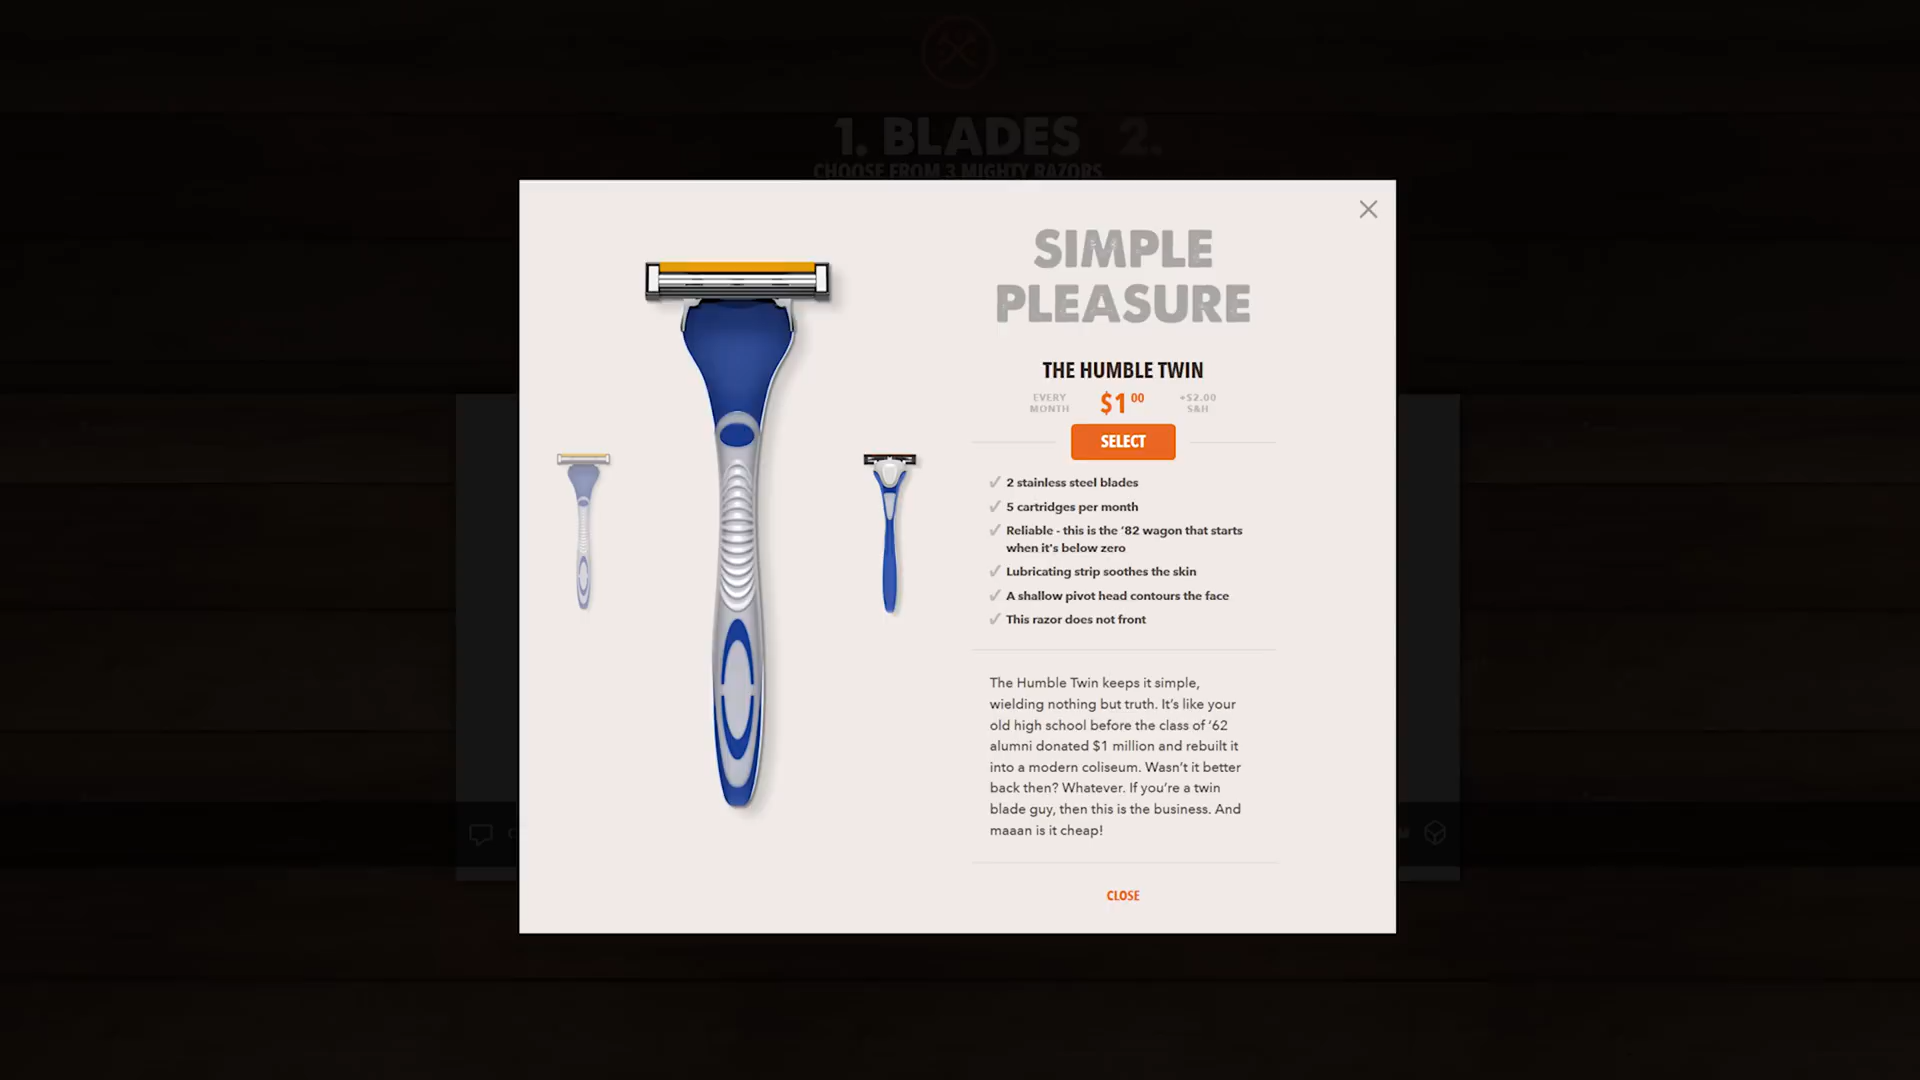 1. BLADES 2.
CHOOSE FROM 3 MIGHTY RAZORS
SIMPLE
PLEASURE
THE HUMBLE TWIN
EVERY
MONTH
$1 00
+$2.00
S&H
SELECT
2 stainless steel blades
5 cartridges per month
Reliable - this is the ‘82 wagon that starts
when it's below zero
Lubricating strip soothes the skin
A shallow pivot head contours the face
This razor does not front
The Humble Twin keeps it simple,
wielding nothing but truth. It’s like your
old high school before the class of ‘62
alumni donated $1 million and rebuilt it
into a modern coliseum. Wasn’t it better
back then? Whatever. If you’re a twin
blade guy, then this is the business. And
maaan is it cheap!
CLOSE